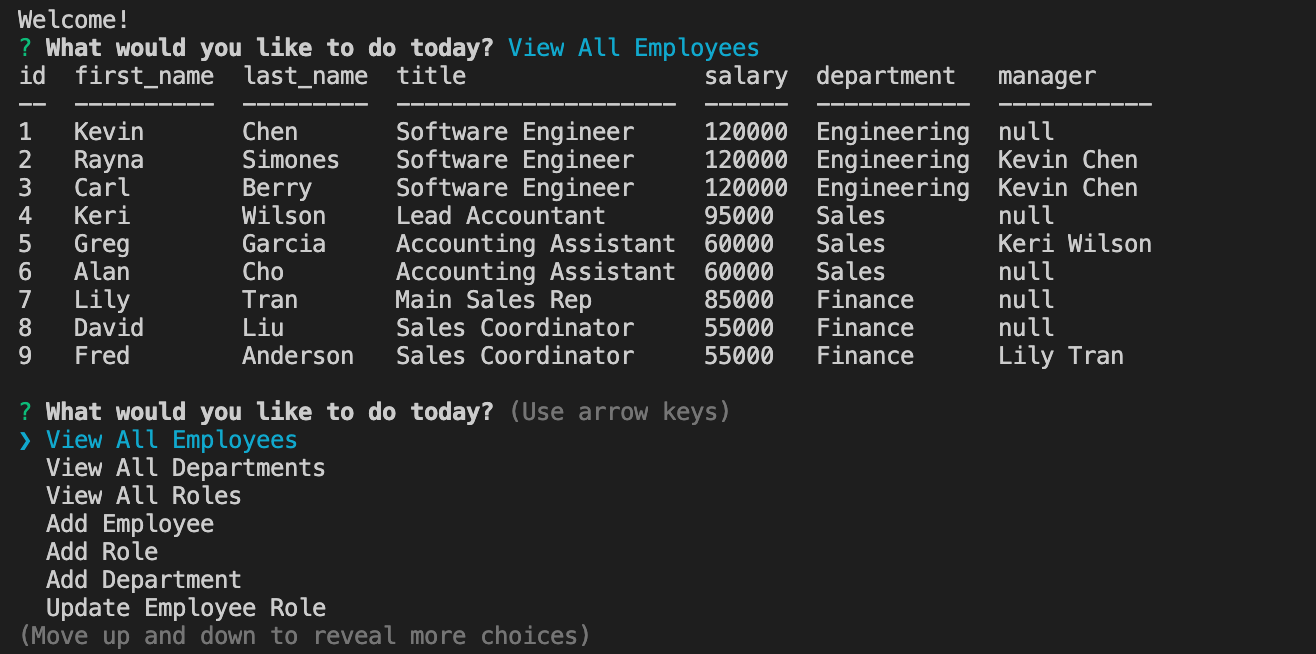 Welcome!
? What would you like to do today? View All Employees
id  first_name  last_name  title                 salary  department   manager
--  ----------  ---------  --------------------  ------  -----------  -----------
1   Kevin       Chen       Software Engineer     120000  Engineering  null
2   Rayna       Simones    Software Engineer     120000  Engineering  Kevin Chen
3   Carl        Berry      Software Engineer     120000  Engineering  Kevin Chen
4   Keri        Wilson     Lead Accountant       95000   Sales        null
5   Greg        Garcia     Accounting Assistant  60000   Sales        Keri Wilson
6   Alan        Cho        Accounting Assistant  60000   Sales        null
7   Lily        Tran       Main Sales Rep        85000   Finance      null
8   David       Liu        Sales Coordinator     55000   Finance      null
9   Fred        Anderson   Sales Coordinator     55000   Finance      Lily Tran
? What would you like to do today? (Use arrow keys)
❯ View All Employees
  View All Departments
  View All Roles
  Add Employee
  Add Role
  Add Department
  Update Employee Role
(Move up and down to reveal more choices)